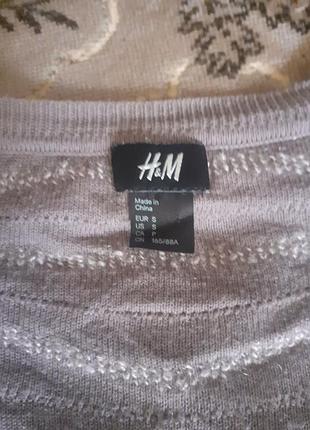 H&M
Made in
China
EUR S
US S
CA P
CN 165/88A